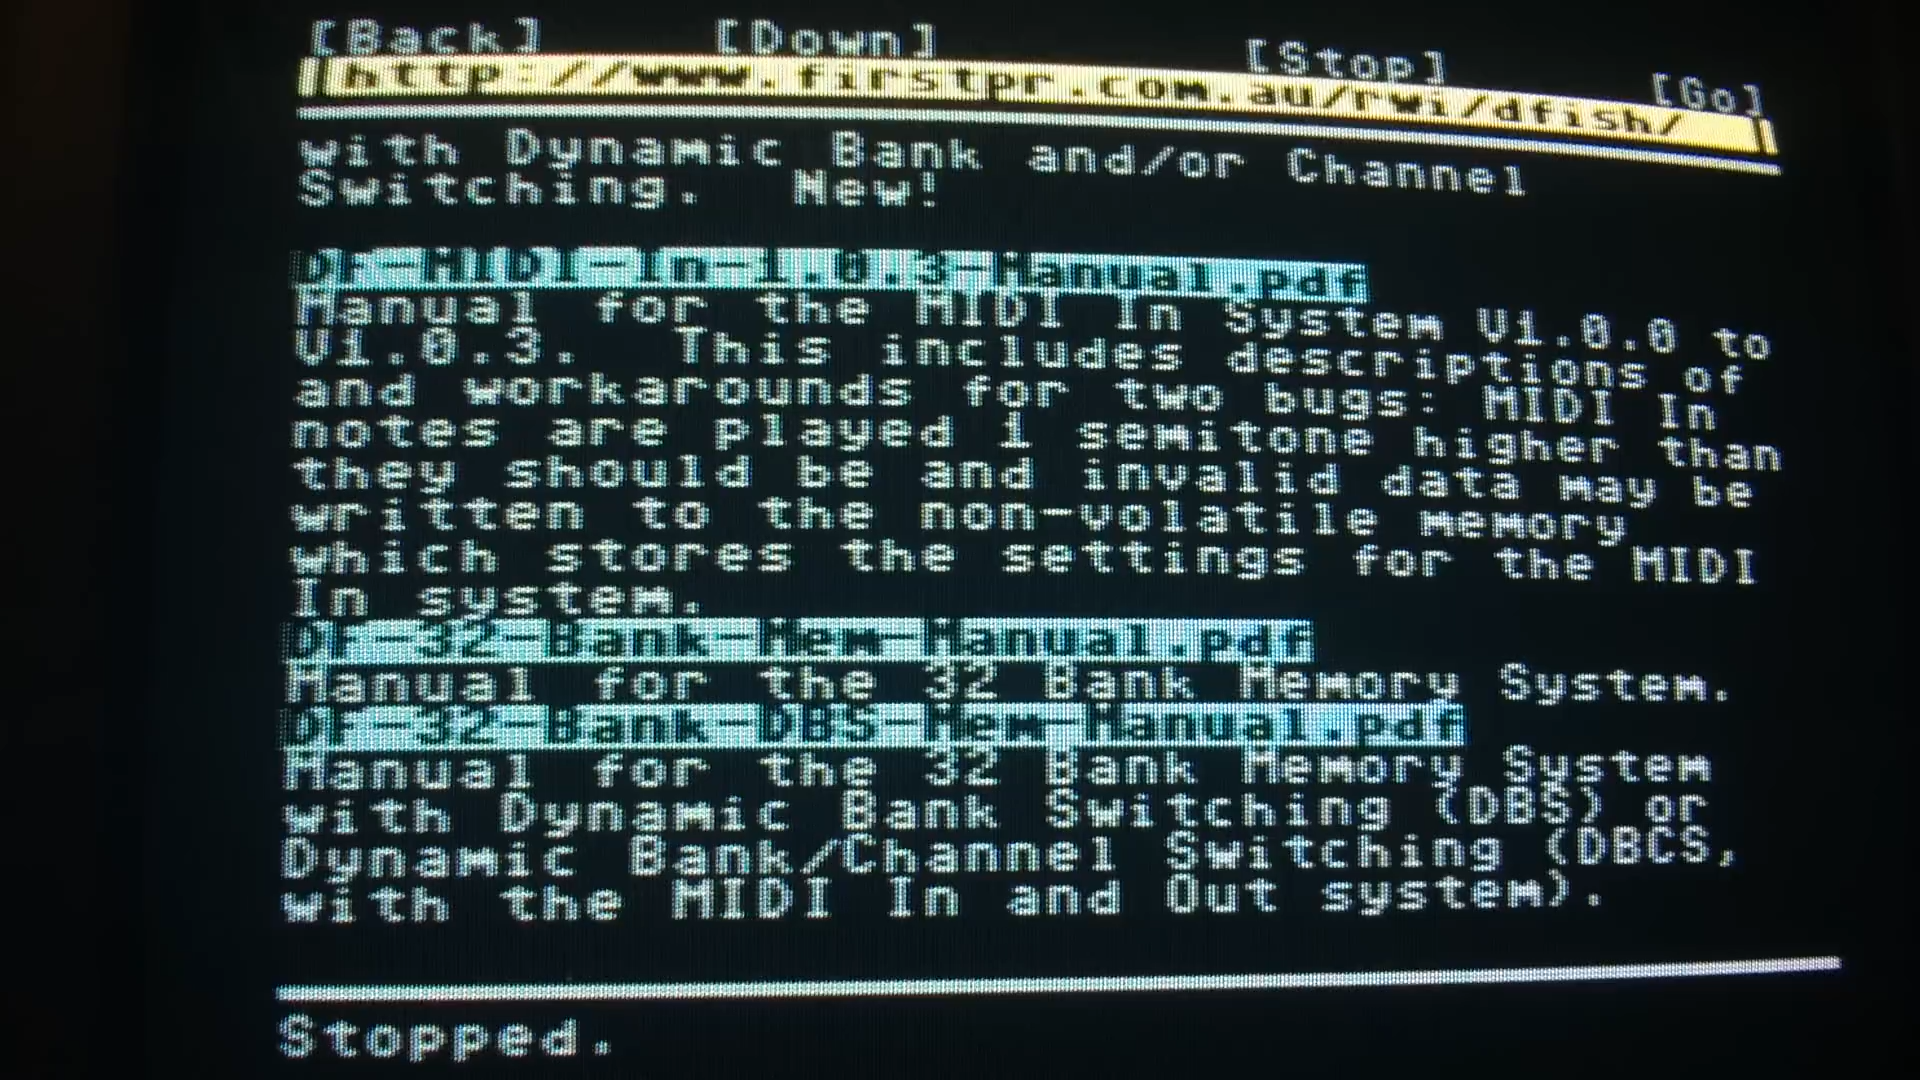 [Back] [Down] [Stop] [Go]
http://www.firstpr.com.au/rwi/dfish/
with Dynamic Bank and/or Channel
Switching. New!
DF-MIDI-In-1.0.3-Manual.pdf
Manual for the MIDI In System V1.0.0 to
V1.0.3. This includes descriptions of
and workarounds for two bugs: MIDI In
notes are played 1 semitone higher than
they should be and invalid data may be
written to the non-volatile memory
which stores the settings for the MIDI
In system.
DF-32-Bank-Mem-Manual.pdf
Manual for the 32 Bank Memory System.
DF-32-Bank-DBS-Mem-Manual.pdf
Manual for the 32 Bank Memory System
with Dynamic Bank Switching (DBS) or
Dynamic Bank/Channel Switching (DBCS,
with the MIDI In and Out system).
Stopped.